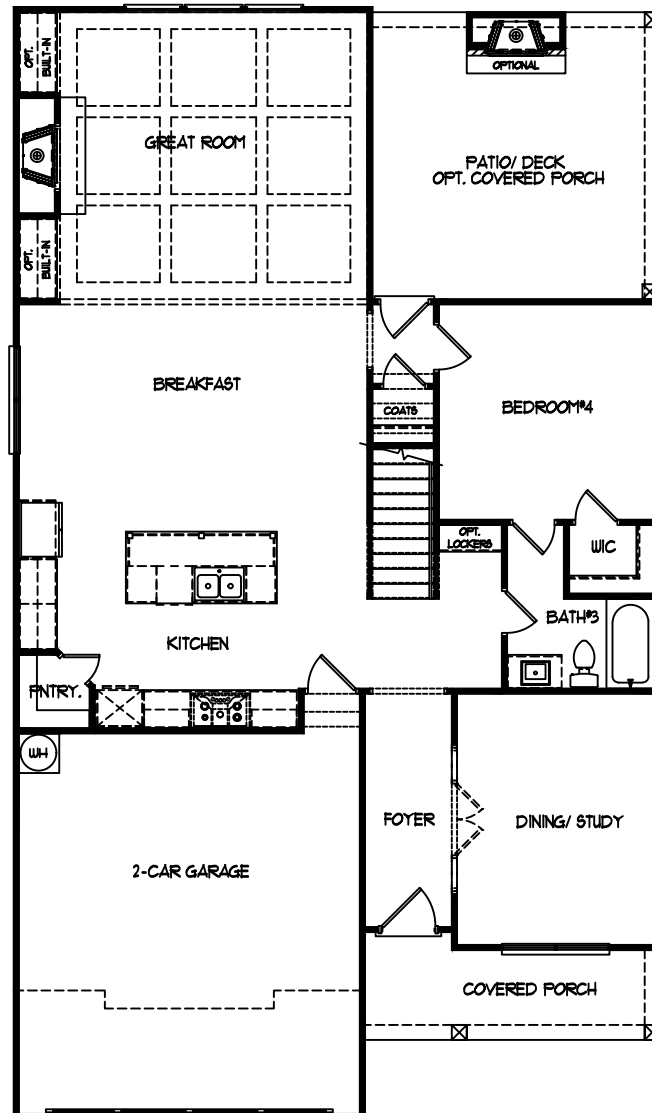 OPT.
BUILT-IN
OPTIONAL
GREAT ROOM
PATIO/ DECK
OPT. COVERED PORCH
OPT.
BUILT-IN
BREAKFAST
COATS
BEDROOM#4
OPT.
LOCKERS
WIC
BATH#3
KITCHEN
PNTRY.
WH
FOYER
DINING/ STUDY
2-CAR GARAGE
COVERED PORCH